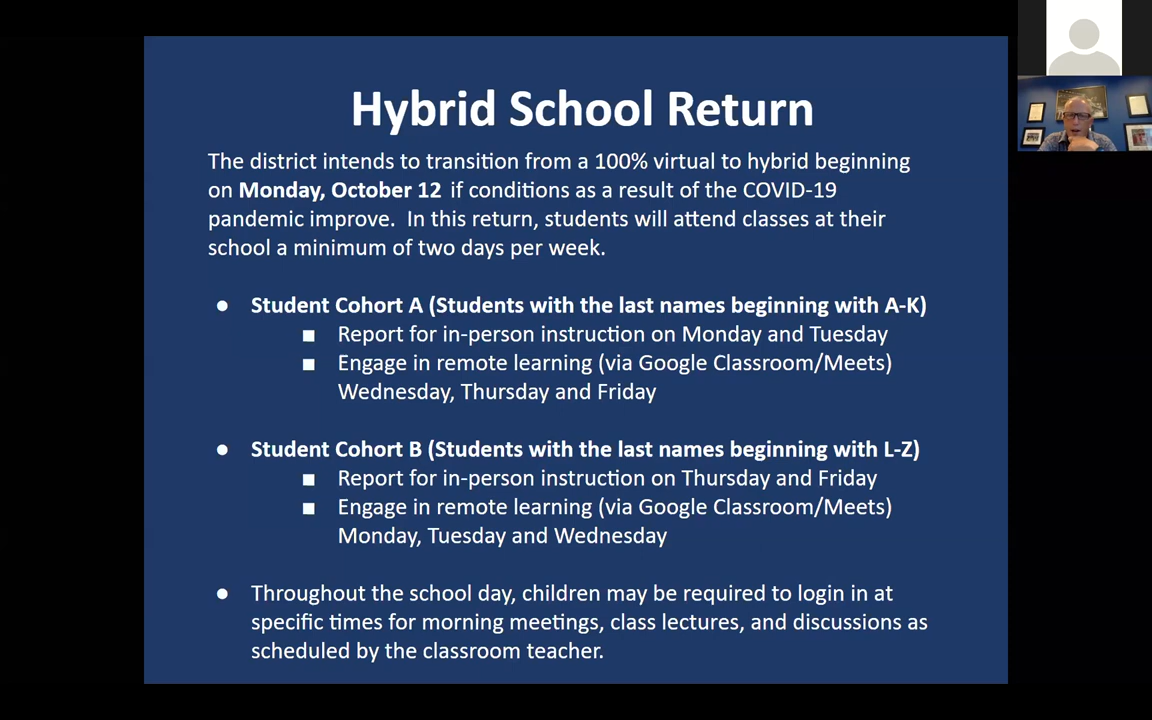 Hybrid School Return
The district intends to transition from a 100% virtual to hybrid beginning
on Monday, October 12 if conditions as a result of the COVID-19
pandemic improve. In this return, students will attend classes at their
school a minimum of two days per week.
● Student Cohort A (Students with the last names beginning with A-K)
■ Report for in-person instruction on Monday and Tuesday
■ Engage in remote learning (via Google Classroom/Meets)
Wednesday, Thursday and Friday
● Student Cohort B (Students with the last names beginning with L-Z)
■ Report for in-person instruction on Thursday and Friday
■ Engage in remote learning (via Google Classroom/Meets)
Monday, Tuesday and Wednesday
● Throughout the school day, children may be required to login in at
specific times for morning meetings, class lectures, and discussions as
scheduled by the classroom teacher.